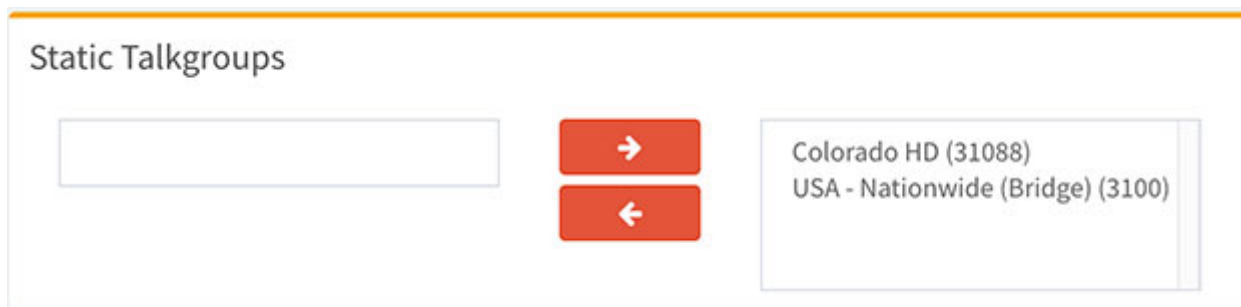 Static Talkgroups
Colorado HD (31088)
USA - Nationwide (Bridge) (3100)